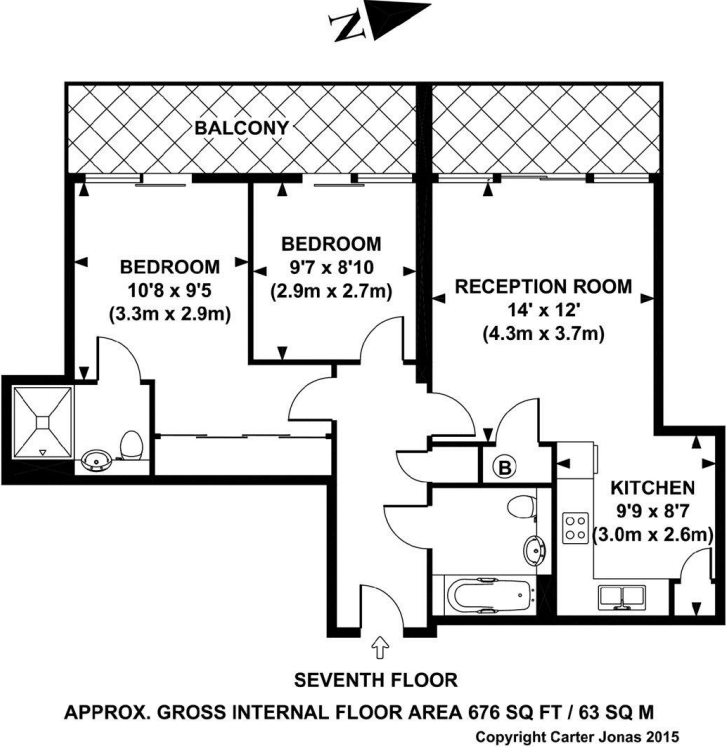 N
BALCONY
BEDROOM
10'8 x 9'5
(3.3m x 2.9m)
BEDROOM
9'7 x 8'10
(2.9m x 2.7m)
RECEPTION ROOM
14' x 12'
(4.3m x 3.7m)
B
KITCHEN
9'9 x 8'7
(3.0m x 2.6m)
SEVENTH FLOOR
APPROX. GROSS INTERNAL FLOOR AREA 676 SQ FT / 63 SQ M
Copyright Carter Jonas 2015